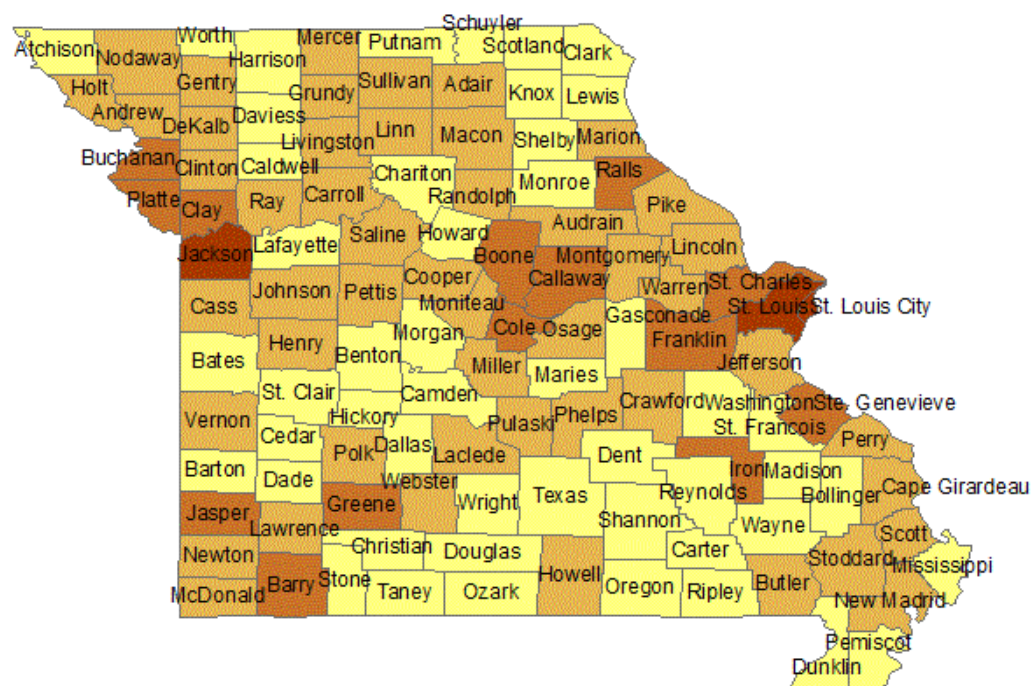 Schuyler
Atchison
Worth
Mercer
Putnam
Scotland
Clark
Nodaway
Harrison
Holt
Gentry
Grundy
Sullivan
Adair
Knox
Lewis
Andrew
DeKalb
Daviess
Livingston
Linn
Macon
Shelby
Marion
Buchanan
Clinton
Caldwell
Chariton
Ralls
Platte
Clay
Ray
Carroll
Randolph
Monroe
Pike
Jackson
Lafayette
Saline
Howard
Boone
Audrain
Montgomery
Lincoln
Cass
Johnson
Pettis
Cooper
Moniteau
Callaway
Warren
St. Charles
St. Louis
St. Louis City
Henry
Morgan
Cole
Osage
Gasconade
Franklin
Bates
Benton
Miller
Maries
Jefferson
St. Clair
Hickory
Camden
Pulaski
Phelps
Crawford
Washington
Ste. Genevieve
St. Francois
Vernon
Cedar
Polk
Dallas
Laclede
Dent
Perry
Barton
Dade
Webster
Wright
Texas
Reynolds
Iron
Madison
Bollinger
Cape Girardeau
Jasper
Lawrence
Greene
Shannon
Wayne
Scott
Newton
Christian
Douglas
Carter
Stoddard
Mississippi
McDonald
Barry
Stone
Taney
Ozark
Howell
Oregon
Ripley
Butler
New Madrid
Pemiscot
Dunklin